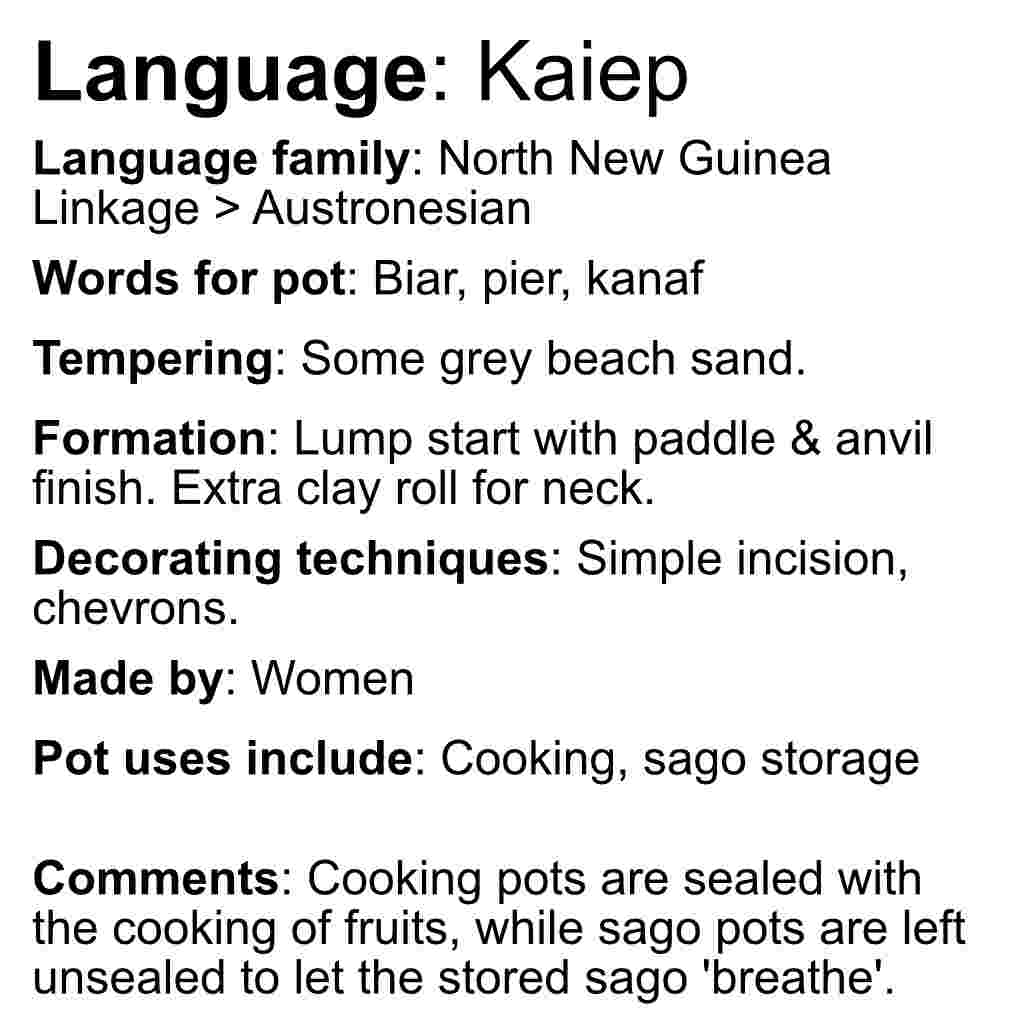 Language: Kaiep
Language family: North New Guinea
Linkage > Austronesian
Words for pot: Biar, pier, kanaf
Tempering: Some grey beach sand.
Formation: Lump start with paddle & anvil
finish. Extra clay roll for neck.
Decorating techniques: Simple incision,
chevrons.
Made by: Women
Pot uses include: Cooking, sago storage
Comments: Cooking pots are sealed with
the cooking of fruits, while sago pots are left
unsealed to let the stored sago 'breathe'.